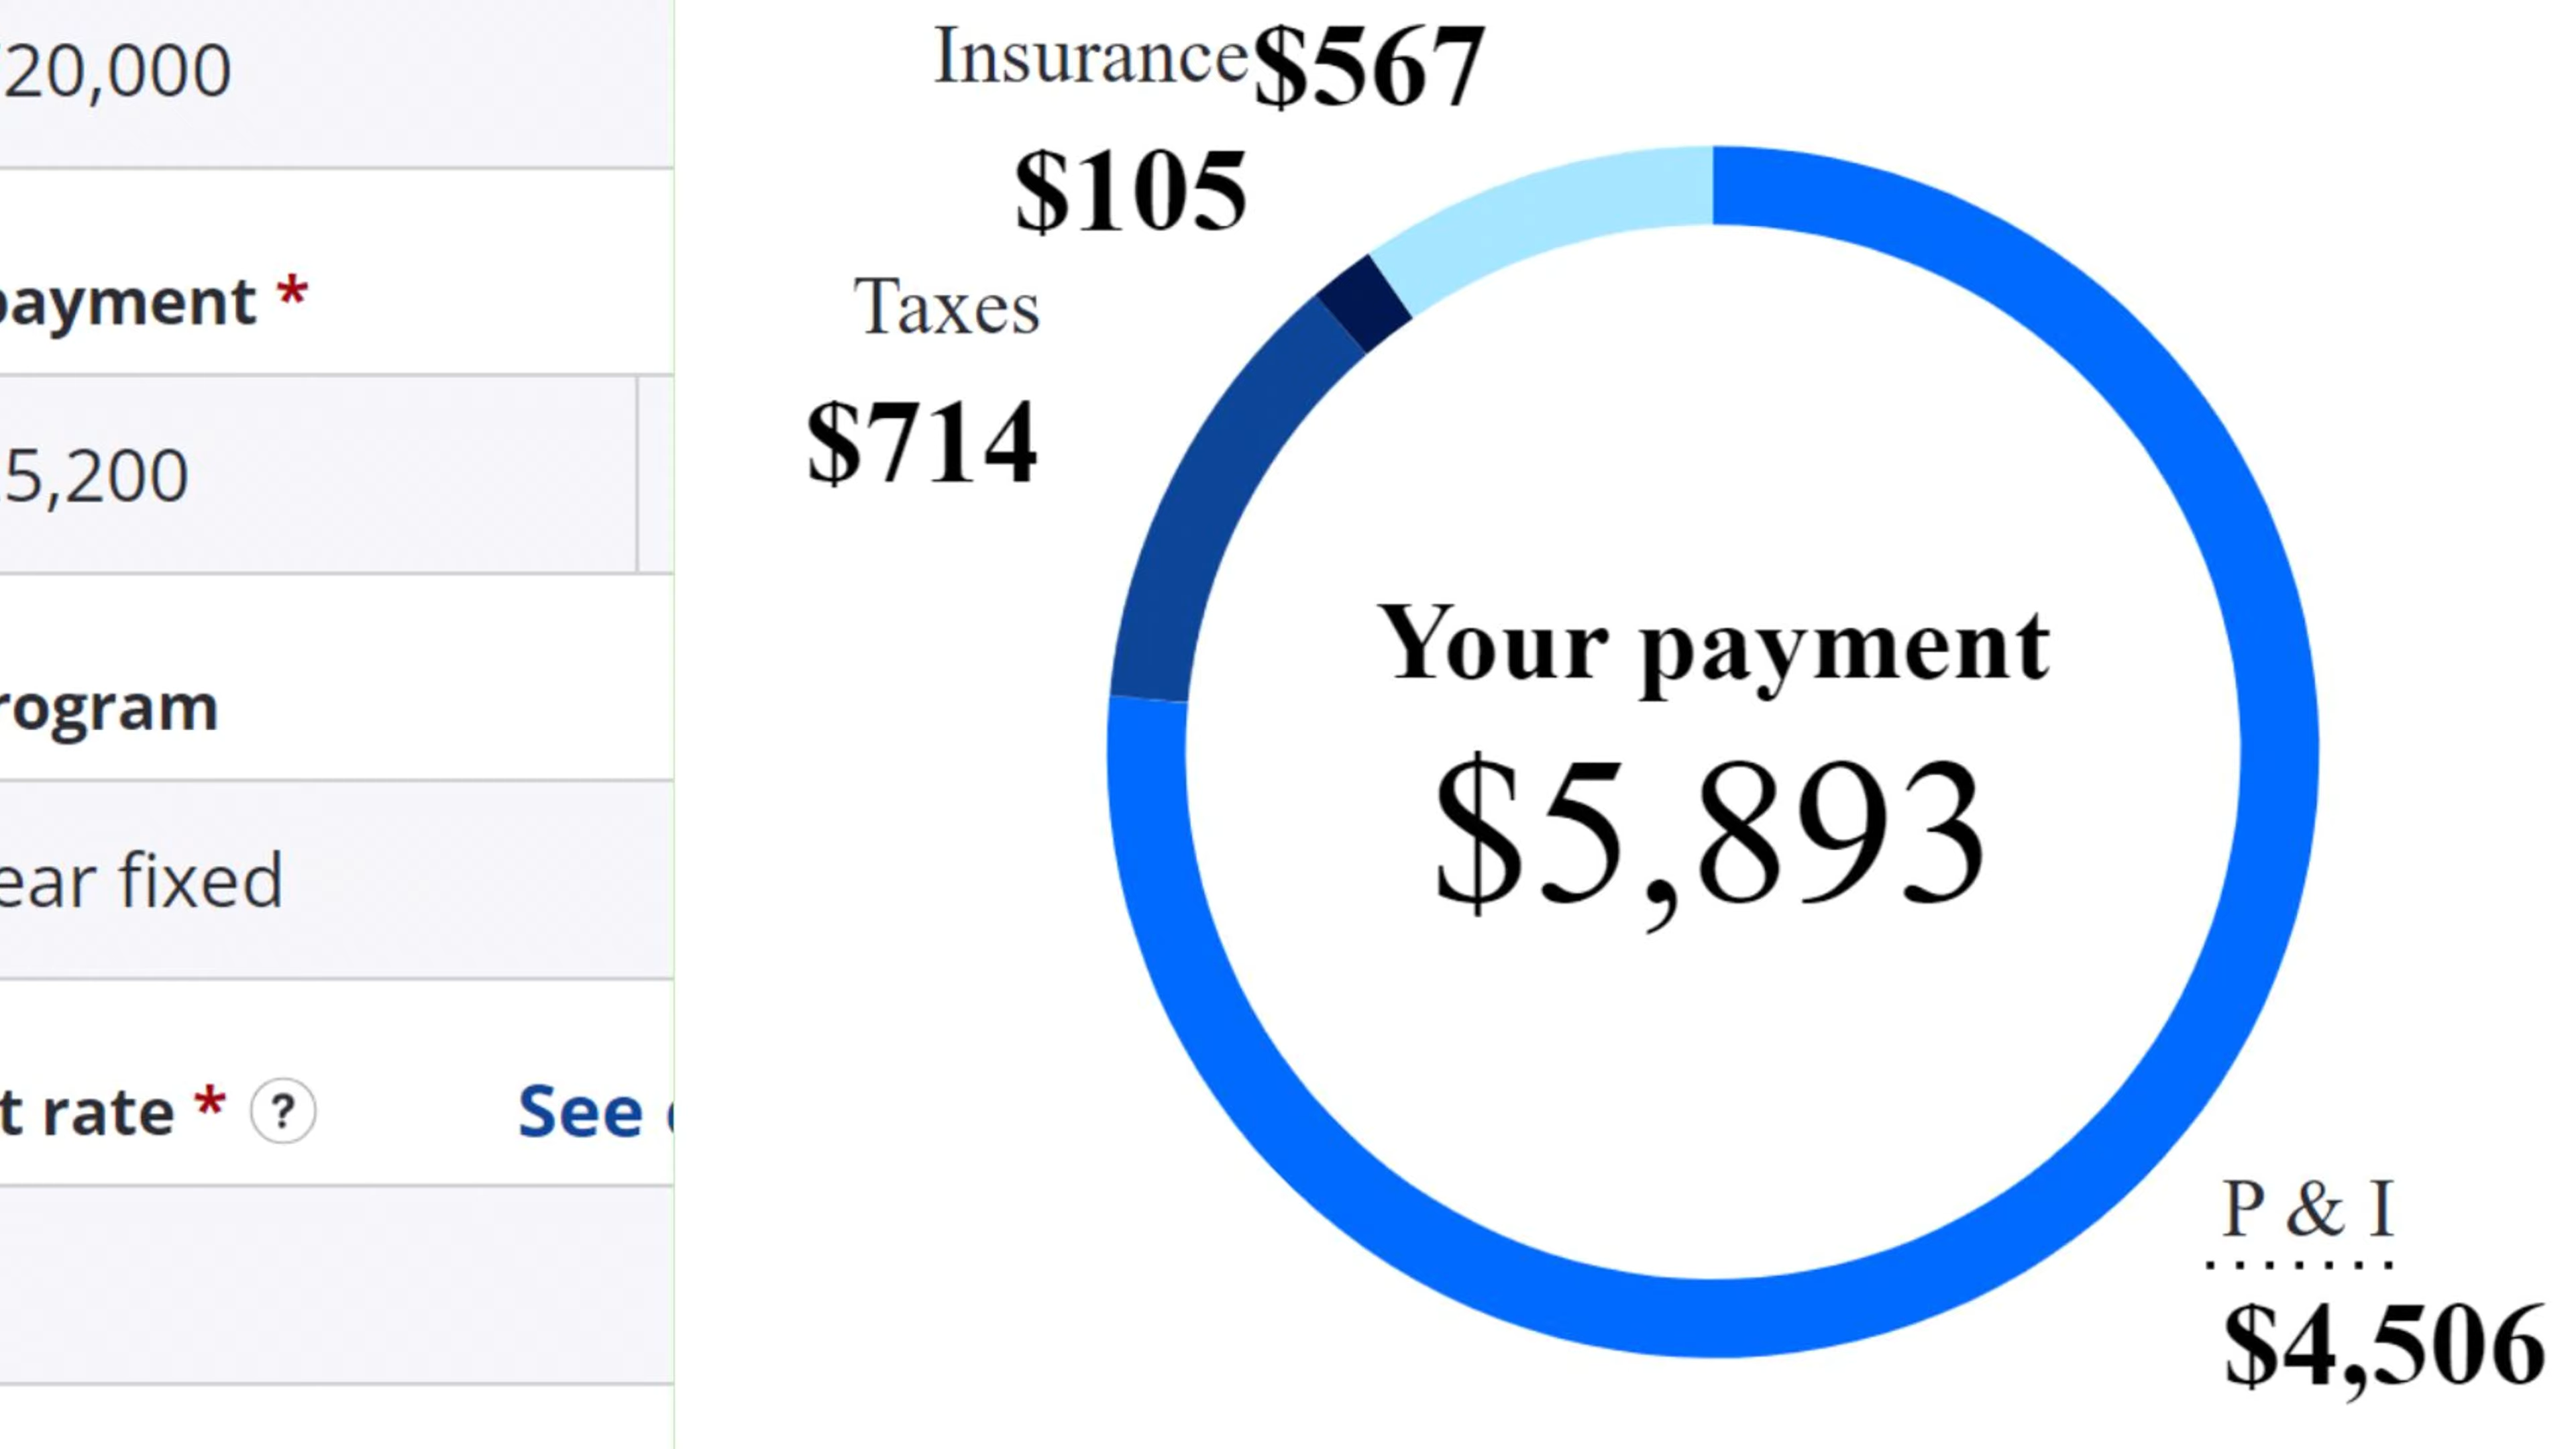 20,000
payment *
5,200
rogram
ear fixed
t rate * ?
See
Insurance $567
$105
Taxes
$714
Your payment
$5,893
P & I
$4,506